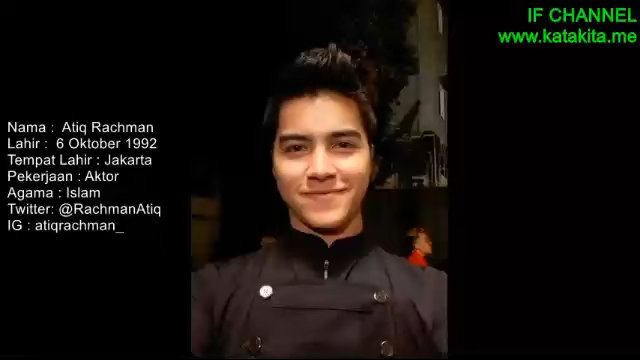 IF CHANNEL
www.katakita.me
Nama :  Atiq Rachman
Lahir :  6 Oktober 1992
Tempat Lahir : Jakarta
Pekerjaan : Aktor
Agama : Islam
Twitter: @RachmanAtiq
IG : atiqrachman_